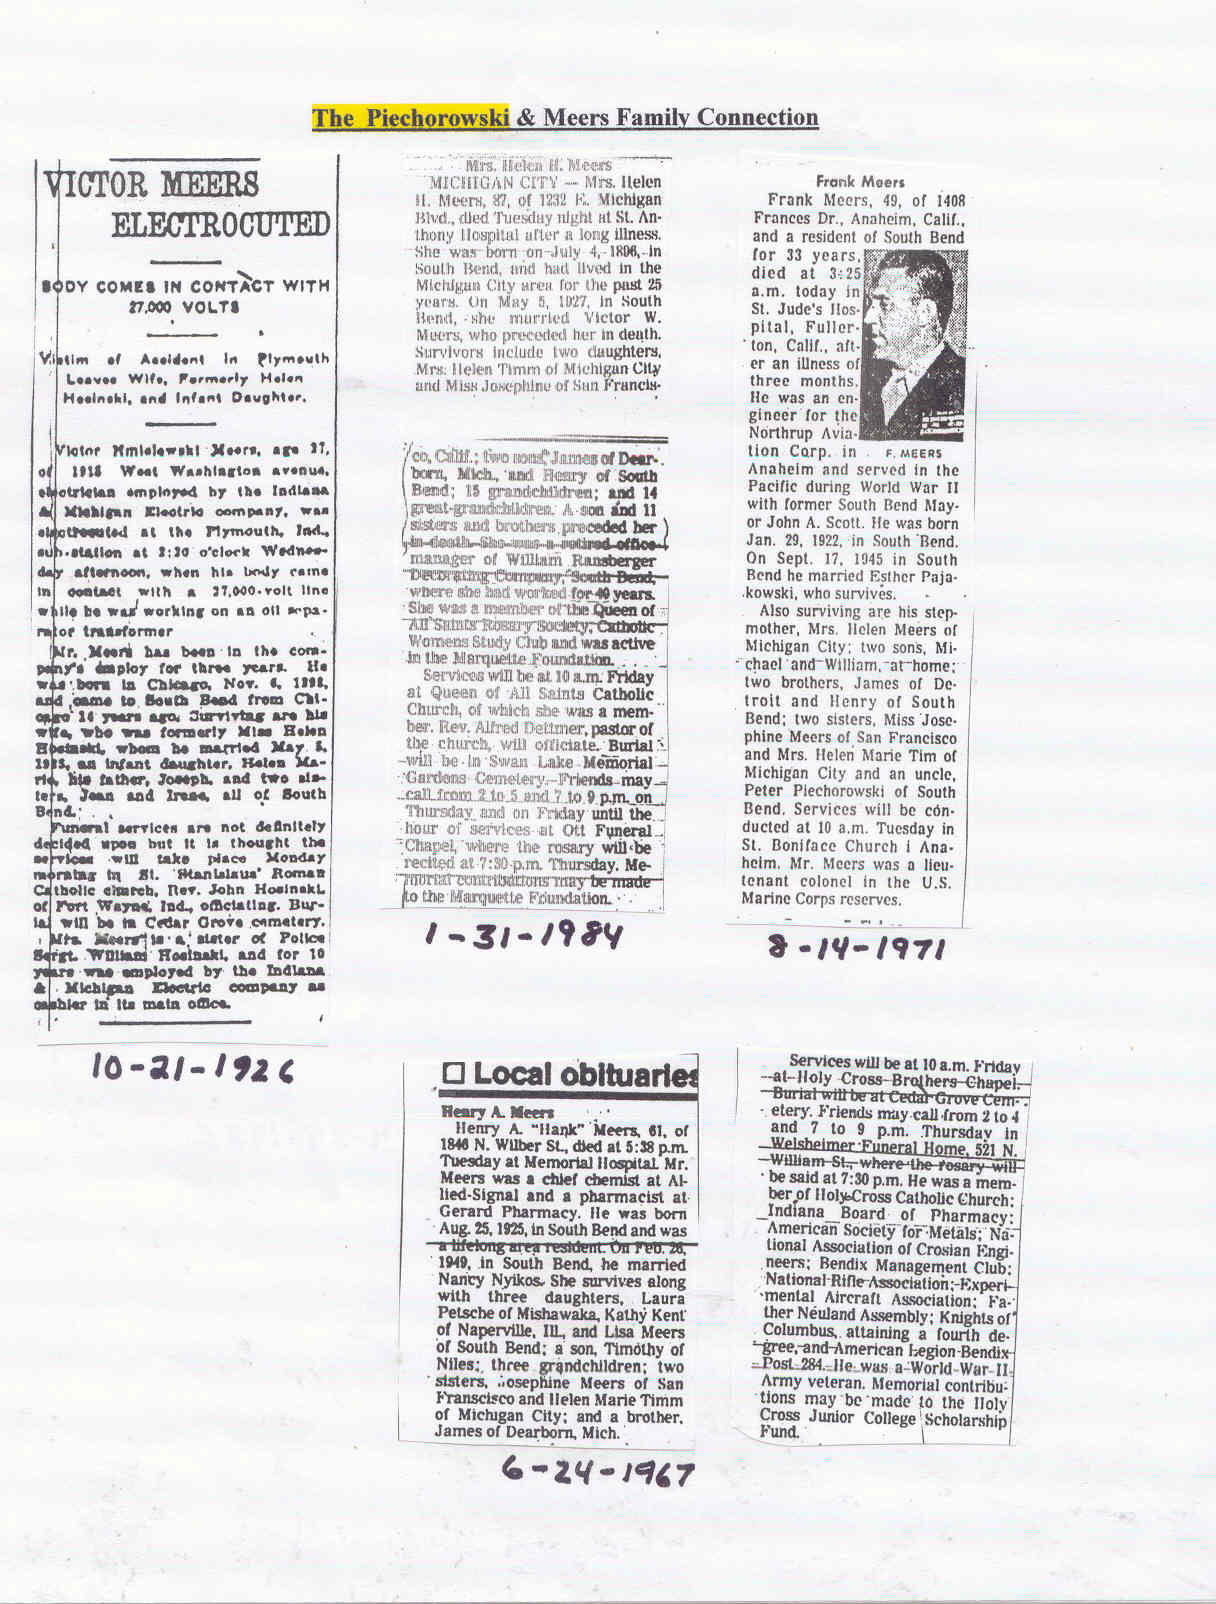 The Piechorowski & Meers Family Connection
VICTOR MEERS
ELECTROCUTED
BODY COMES IN CONTACT WITH
27,000 VOLTS
Victim of Accident in Plymouth
Leaves Wife, Formerly Helen
Hosinski, and Infant Daughter.
Victor Kmielewski Meers, age 27,
of 1918 West Washington avenue,
electrician employed by the Indiana
& Michigan Electric company, was
electrocuted at the Plymouth, Ind.,
sub-station at 2:30 o'clock Wednes-
day afternoon, when his body came
in contact with a 27,000-volt line
while he was working on an oil sepa-
rator transformer
Mr. Meers has been in the com-
pany's employ for three years. He
was born in Chicago, Nov. 6, 1898,
and came to South Bend from Chi-
cago 14 years ago. Surviving are his
wife, who was formerly Miss Helen
Hosinski, whom he married May 5,
1925, an infant daughter, Helen Ma-
rie, his father, Joseph, and two sis-
ters, Jean and Irene, all of South
Bend.
Funeral services are not definitely
decided upon but it is thought the
services will take place Monday
morning in St. Stanislaus' Roman
Catholic church, Rev. John Hosinski,
of Fort Wayne, Ind., officiating. Bur-
ial will be in Cedar Grove cemetery.
Mrs. Meers is a sister of Police
Sergt. William Hosinski, and for 10
years was employed by the Indiana
& Michigan Electric company as
cashier in its main office.
10-21-1926
Mrs. Helen H. Meers
MICHIGAN CITY — Mrs. Helen
H. Meers, 87, of 1232 E. Michigan
Blvd., died Tuesday night at St. An-
thony Hospital after a long illness.
She was born on July 4, 1896, in
South Bend, and had lived in the
Michigan City area for the past 25
years. On May 5, 1927, in South
Bend, she married Victor W.
Meers, who preceded her in death.
Survivors include two daughters,
Mrs. Helen Timm of Michigan City
and Miss Josephine of San Francis-
co, Calif.; two sons, James of Dear-
born, Mich., and Henry of South
Bend; 15 grandchildren; and 14
great-grandchildren. A son and 11
sisters and brothers preceded her
in death. She was a retired office
manager of William Ransberger
Decorating Company, South Bend,
where she had worked for 40 years.
She was a member of the Queen of
All Saints Rosary Society, Catholic
Womens Study Club and was active
in the Marquette Foundation.
Services will be at 10 a.m. Friday
at Queen of All Saints Catholic
Church, of which she was a mem-
ber. Rev. Alfred Dettmer, pastor of
the church, will officiate. Burial
will be in Swan Lake Memorial
Gardens Cemetery. Friends may
call from 2 to 5 and 7 to 9 p.m. on
Thursday and on Friday until the
hour of services at Ott Funeral
Chapel, where the rosary will be
recited at 7:30 p.m. Thursday. Me-
morial contributions may be made
to the Marquette Foundation.
1-31-1984
Frank Meers
Frank Meers, 49, of 1408
Frances Dr., Anaheim, Calif.,
and a resident of South Bend
for 33 years,
died at 3:25
a.m. today in
St. Jude's Hos-
pital, Fuller-
ton, Calif., aft-
er an illness of
three months.
He was an en-
gineer for the
Northrup Avia-
tion Corp. in
F. MEERS
Anaheim and served in the
Pacific during World War II
with former South Bend May-
or John A. Scott. He was born
Jan. 29, 1922, in South Bend.
On Sept. 17, 1945 in South
Bend he married Esther Paja-
kowski, who survives.
Also surviving are his step-
mother, Mrs. Helen Meers of
Michigan City; two sons, Mi-
chael and William, at home;
two brothers, James of De-
troit and Henry of South
Bend; two sisters, Miss Jose-
phine Meers of San Francisco
and Mrs. Helen Marie Tim of
Michigan City and an uncle,
Peter Piechorowski of South
Bend. Services will be con-
ducted at 10 a.m. Tuesday in
St. Boniface Church i Ana-
heim. Mr. Meers was a lieu-
tenant colonel in the U.S.
Marine Corps reserves.
8-14-1971
Local obituaries
Henry A. Meers
Henry A. "Hank" Meers, 61, of
1846 N. Wilber St., died at 5:38 p.m.
Tuesday at Memorial Hospital. Mr.
Meers was a chief chemist at Al-
lied-Signal and a pharmacist at
Gerard Pharmacy. He was born
Aug. 25, 1925, in South Bend and was
a lifelong area resident. On Feb. 26,
1949, in South Bend, he married
Nancy Nyikos. She survives along
with three daughters, Laura
Petsche of Mishawaka, Kathy Kent
of Naperville, Ill., and Lisa Meers
of South Bend; a son, Timothy of
Niles; three grandchildren; two
sisters, Josephine Meers of San
Franscisco and Helen Marie Timm
of Michigan City; and a brother,
James of Dearborn, Mich.
6-24-1967
Services will be at 10 a.m. Friday
at Holy Cross Brothers Chapel.
Burial will be at Cedar Grove Cem-
etery. Friends may call from 2 to 4
and 7 to 9 p.m. Thursday in
Welsheimer Funeral Home, 521 N.
William St., where the rosary will
be said at 7:30 p.m. He was a mem-
ber of Holy Cross Catholic Church;
Indiana Board of Pharmacy;
American Society for Metals; Na-
tional Association of Crosian Engi-
neers; Bendix Management Club;
National Rifle Association; Experi-
mental Aircraft Association; Fa-
ther Neuland Assembly; Knights of
Columbus, attaining a fourth de-
gree, and American Legion Bendix
Post 284. He was a World War II
Army veteran. Memorial contribu-
tions may be made to the Holy
Cross Junior College Scholarship
Fund.